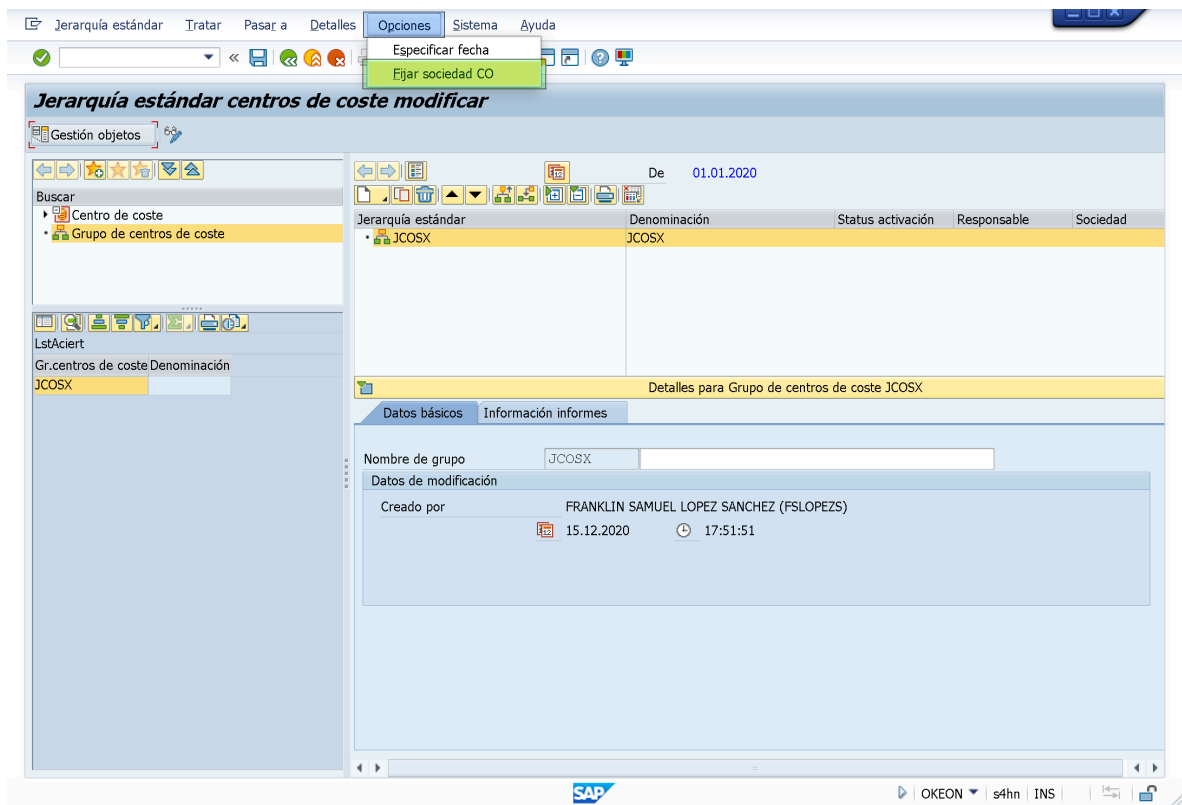 Jerarquía estándar Tratar Pasar a Detalles Opciones Sistema Ayuda
Especificar fecha
Fijar sociedad CO
Jerarquía estándar centros de coste modificar
Gestión objetos
De 01.01.2020
Buscar
Centro de coste
Grupo de centros de coste
Jerarquía estándar Denominación Status activación Responsable Sociedad
JCOSX JCOSX
LstAciert
Gr.centros de coste Denominación
JCOSX
Detalles para Grupo de centros de coste JCOSX
Datos básicos Información informes
Nombre de grupo JCOSX
Datos de modificación
Creado por FRANKLIN SAMUEL LOPEZ SANCHEZ (FSLOPEZS)
15.12.2020 17:51:51
SAP OKEON s4hn INS